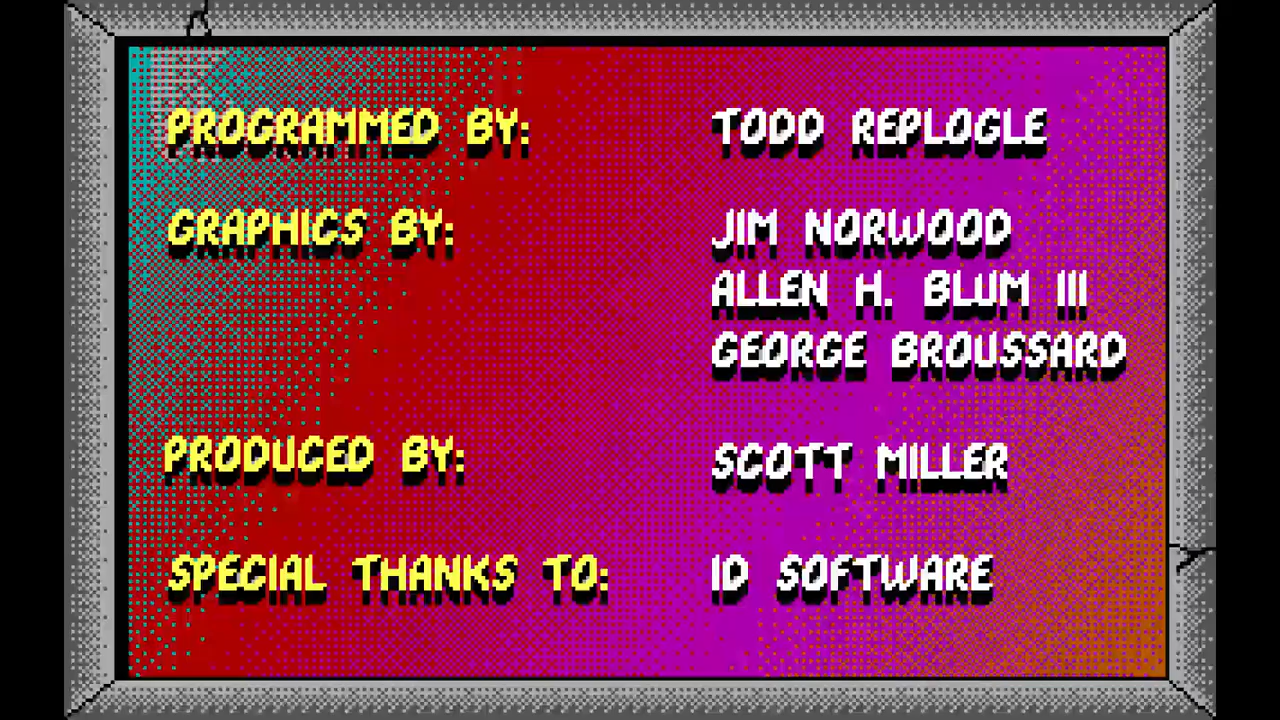 PROGRAMMED BY: TODD REPLOGLE
GRAPHICS BY: JIM NORWOOD
ALLEN H. BLUM III
GEORGE BROUSSARD
PRODUCED BY: SCOTT MILLER
SPECIAL THANKS TO: ID SOFTWARE